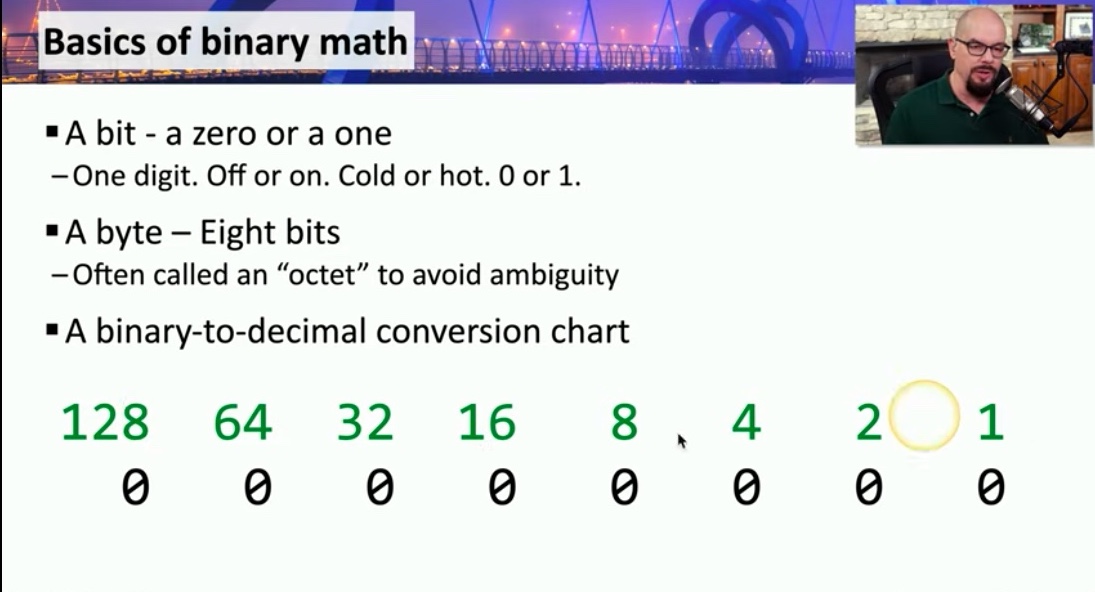 Basics of binary math
▪ A bit - a zero or a one
– One digit. Off or on. Cold or hot. 0 or 1.
▪ A byte – Eight bits
– Often called an “octet” to avoid ambiguity
▪ A binary-to-decimal conversion chart
128 64 32 16 8 4 2 1
0 0 0 0 0 0 0 0